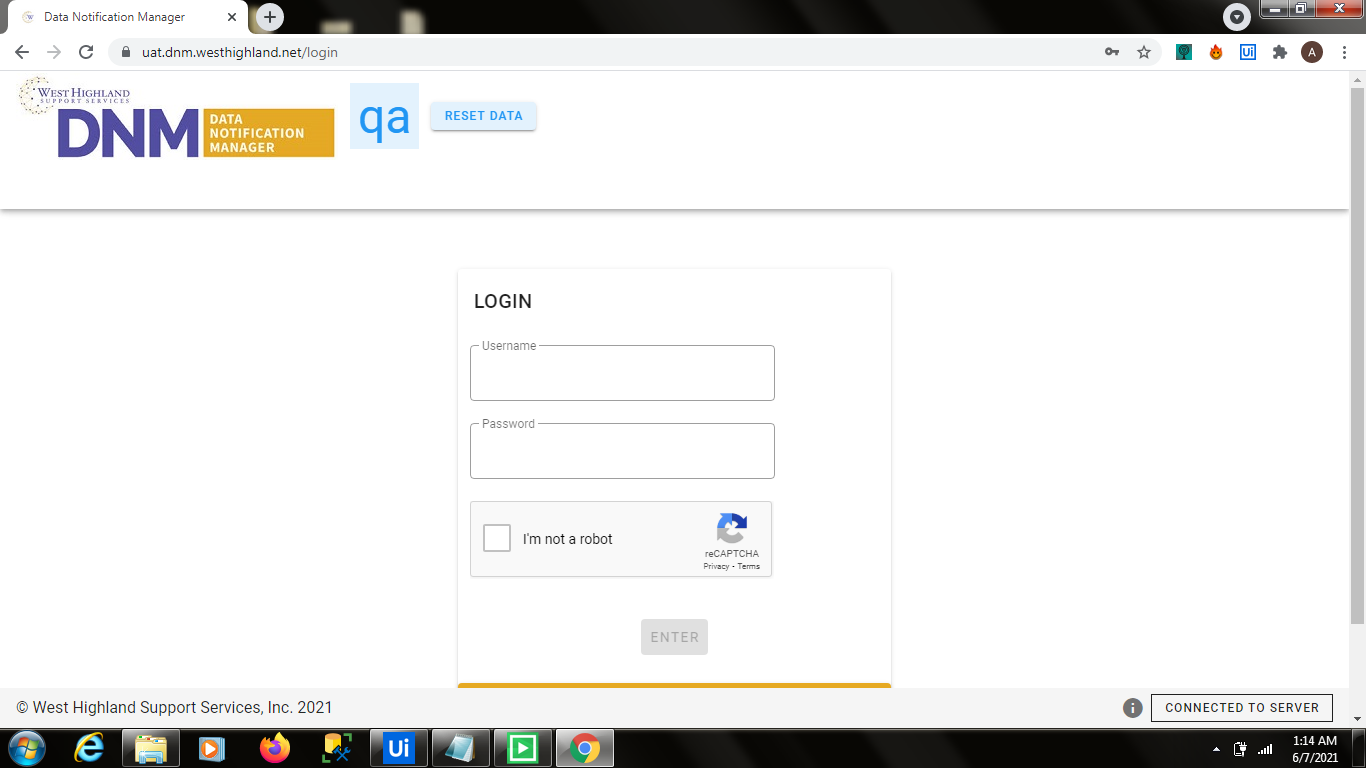 Data Notification Manager
uat.dnm.westhighland.net/login
Ui
A
WEST HIGHLAND
SUPPORT SERVICES
DNM
DATA
NOTIFICATION
MANAGER
qa
RESET DATA
LOGIN
Username
Password
I'm not a robot
reCAPTCHA
Privacy - Terms
ENTER
© West Highland Support Services, Inc. 2021
CONNECTED TO SERVER
Ui
1:14 AM
6/7/2021